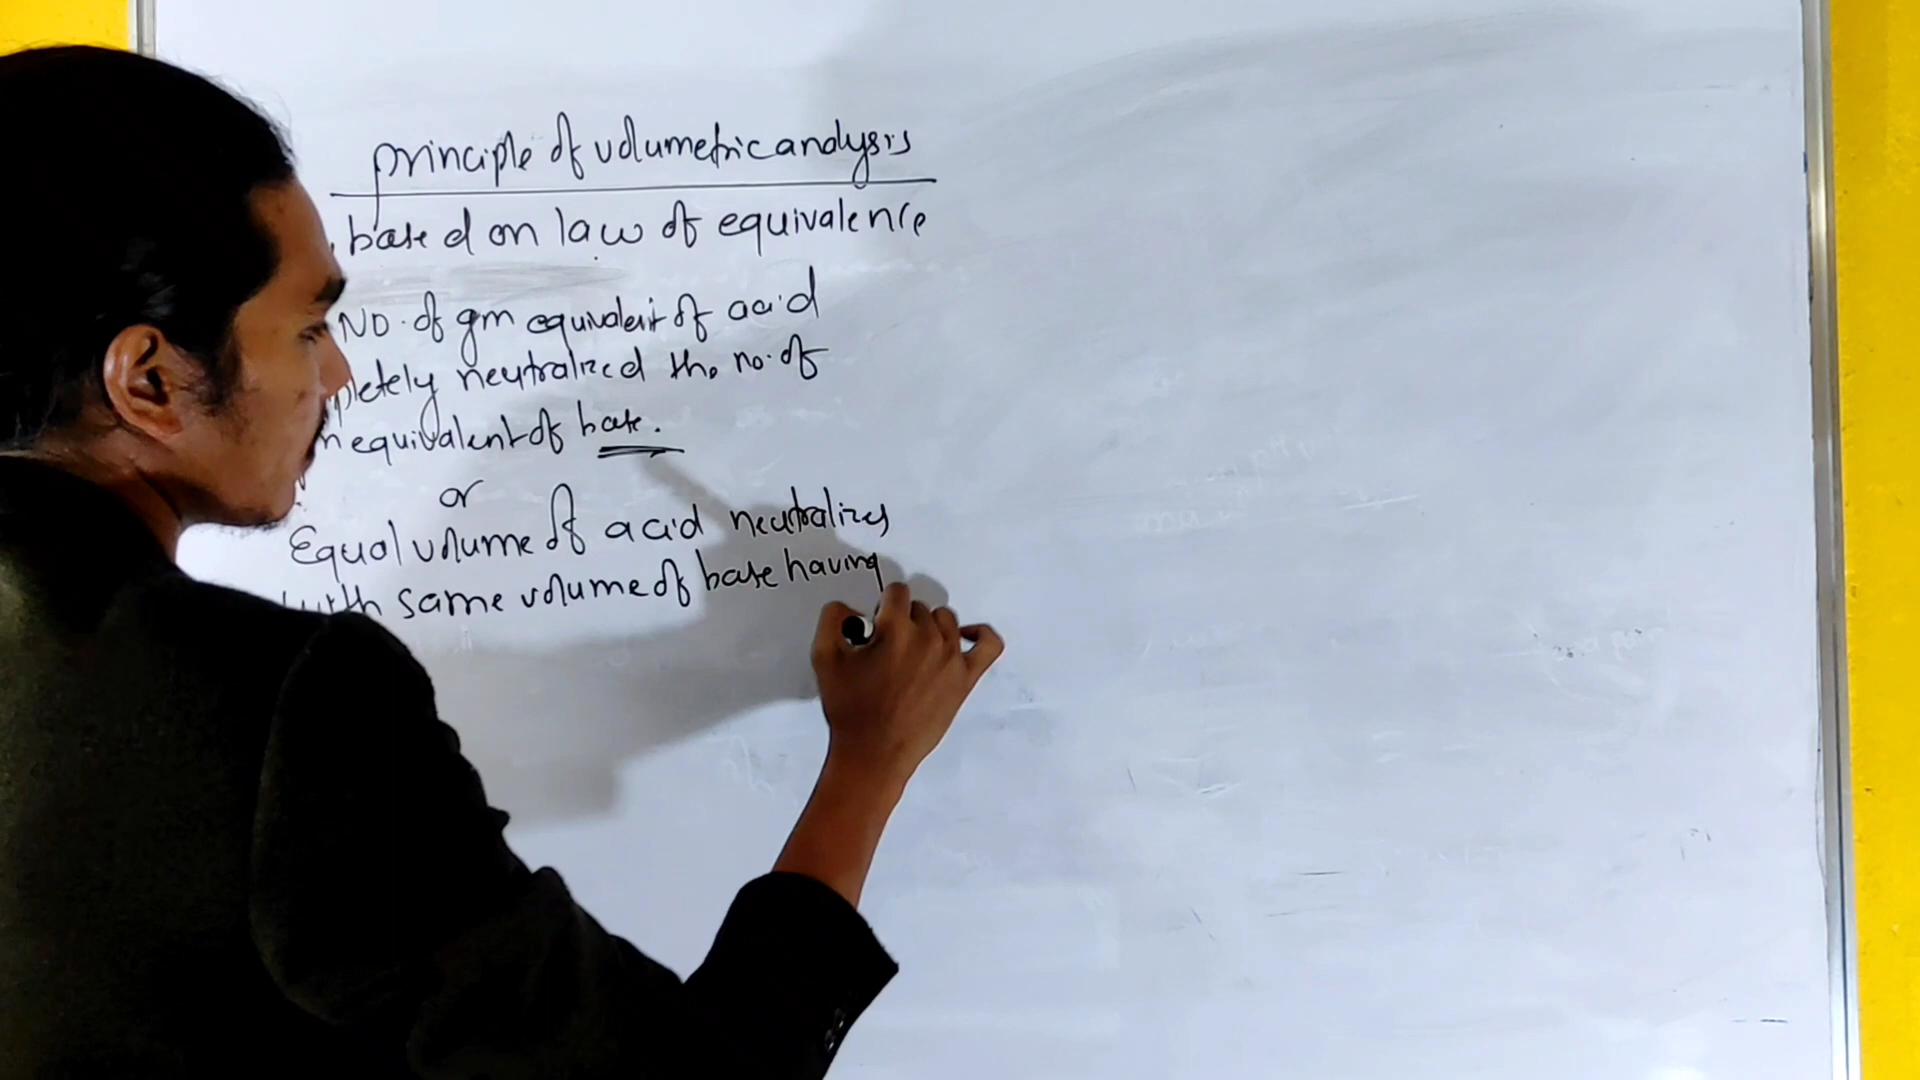 principle of volumetric analysis
based on law of equivalence
No. of gm equivalent of acid
pletely neutralized the no. of
equivalent of base.
or
Equal volume of acid neutralizes
with same volume of base having